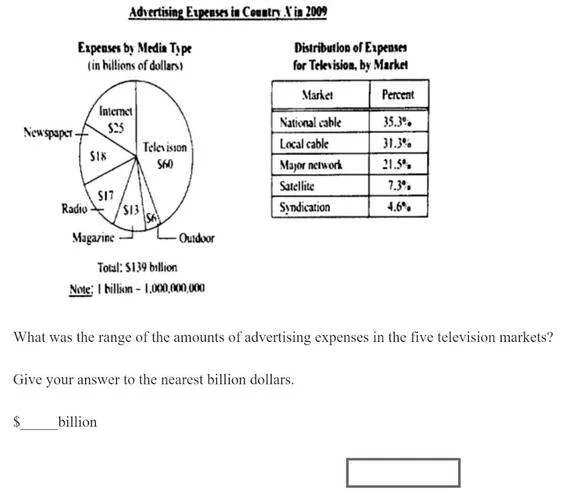 Advertising Expenses in Country X in 2009
Expenses by Media Type
(in billions of dollars)
Internet
$25
Newspaper
$18
Television
$60
$17
Radio
$13
$6
Magazine
Outdoor
Total: $139 billion
Note: 1 billion = 1,000,000,000
Distribution of Expenses
for Television, by Market
Market Percent
National cable 35.3%
Local cable 31.3%
Major network 21.5%
Satellite 7.3%
Syndication 4.6%
What was the range of the amounts of advertising expenses in the five television markets?
Give your answer to the nearest billion dollars.
$_____billion